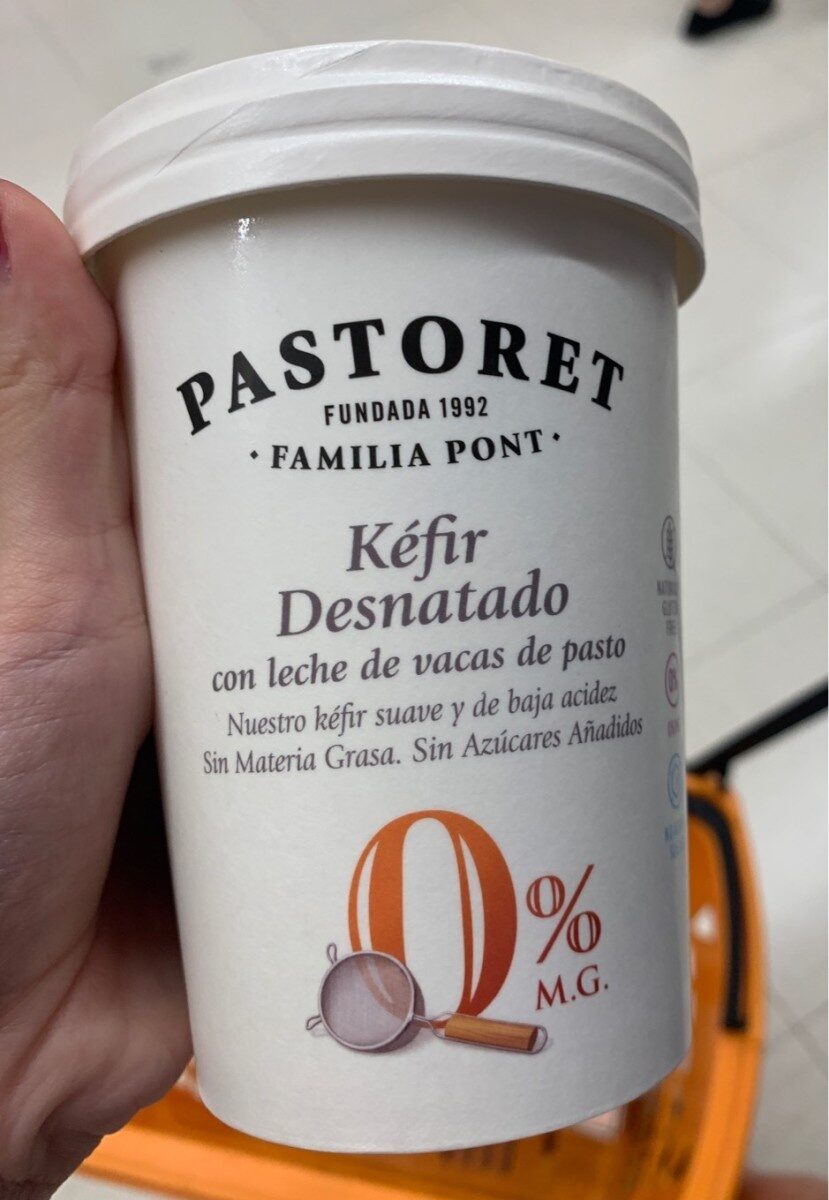 PASTORET
FUNDADA 1992
· FAMILIA PONT ·
Kéfir
Desnatado
con leche de vacas de pasto
Nuestro kéfir suave y de baja acidez
Sin Materia Grasa. Sin Azúcares Añadidos
0%
M.G.